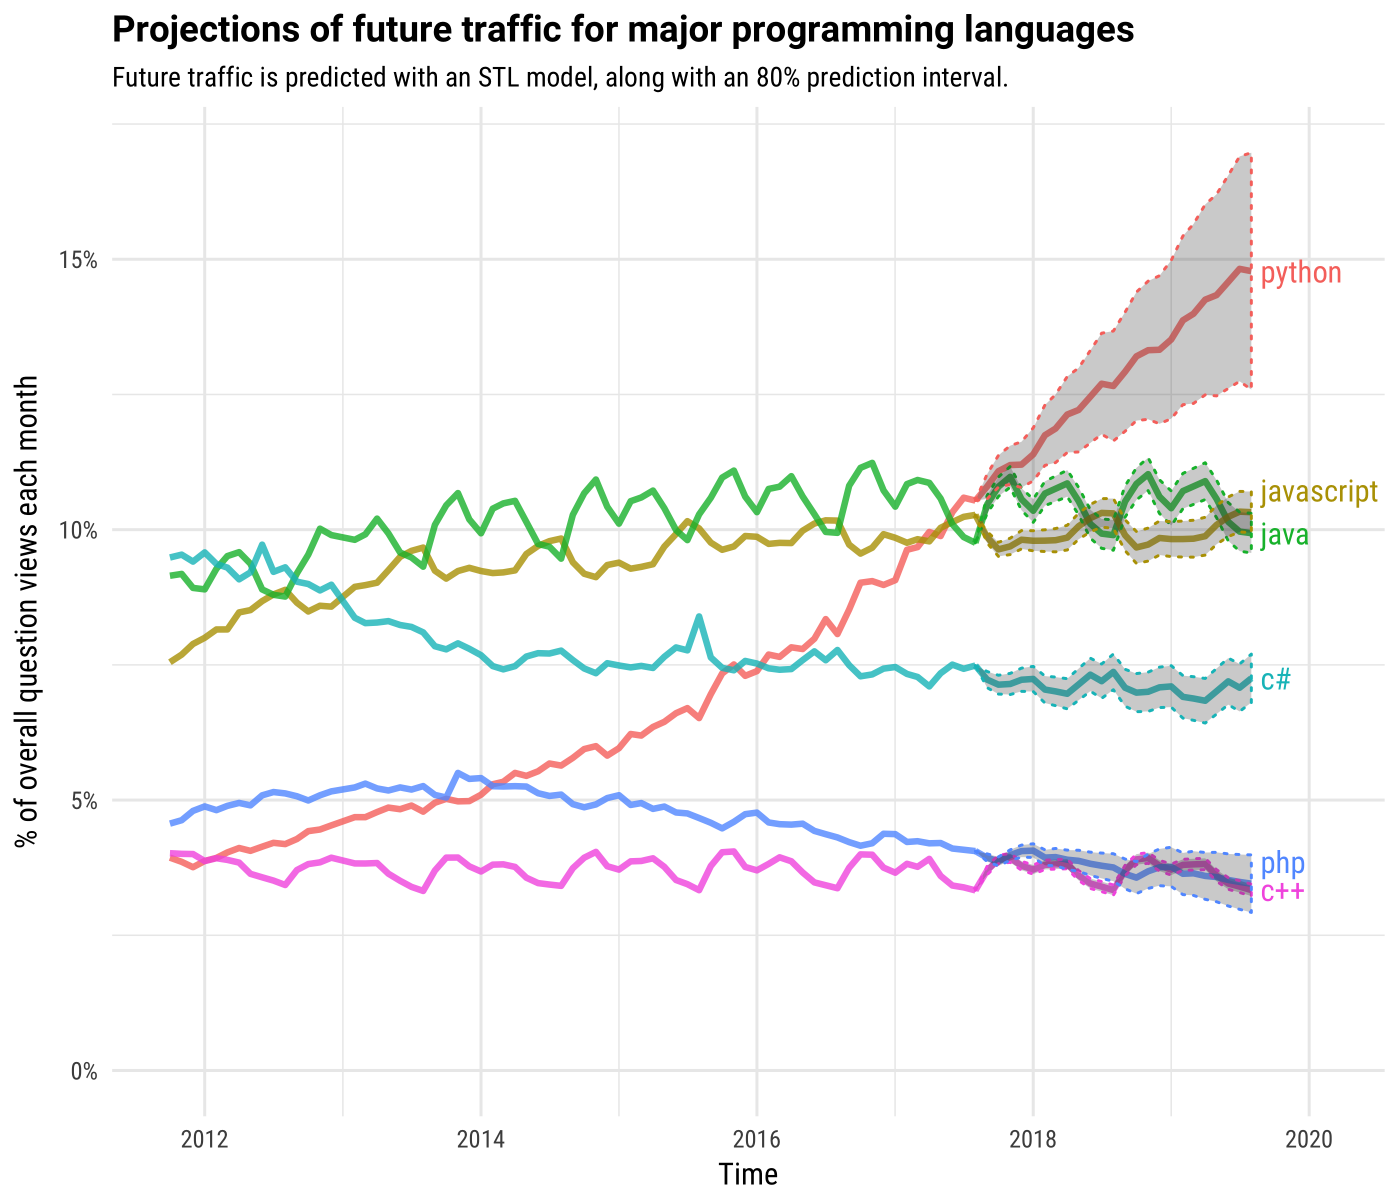 Projections of future traffic for major programming languages
Future traffic is predicted with an STL model, along with an 80% prediction interval.
% of overall question views each month
15%
10%
5%
0%
python
javascript
java
c#
php
c++
2012
2014
2016
2018
2020
Time